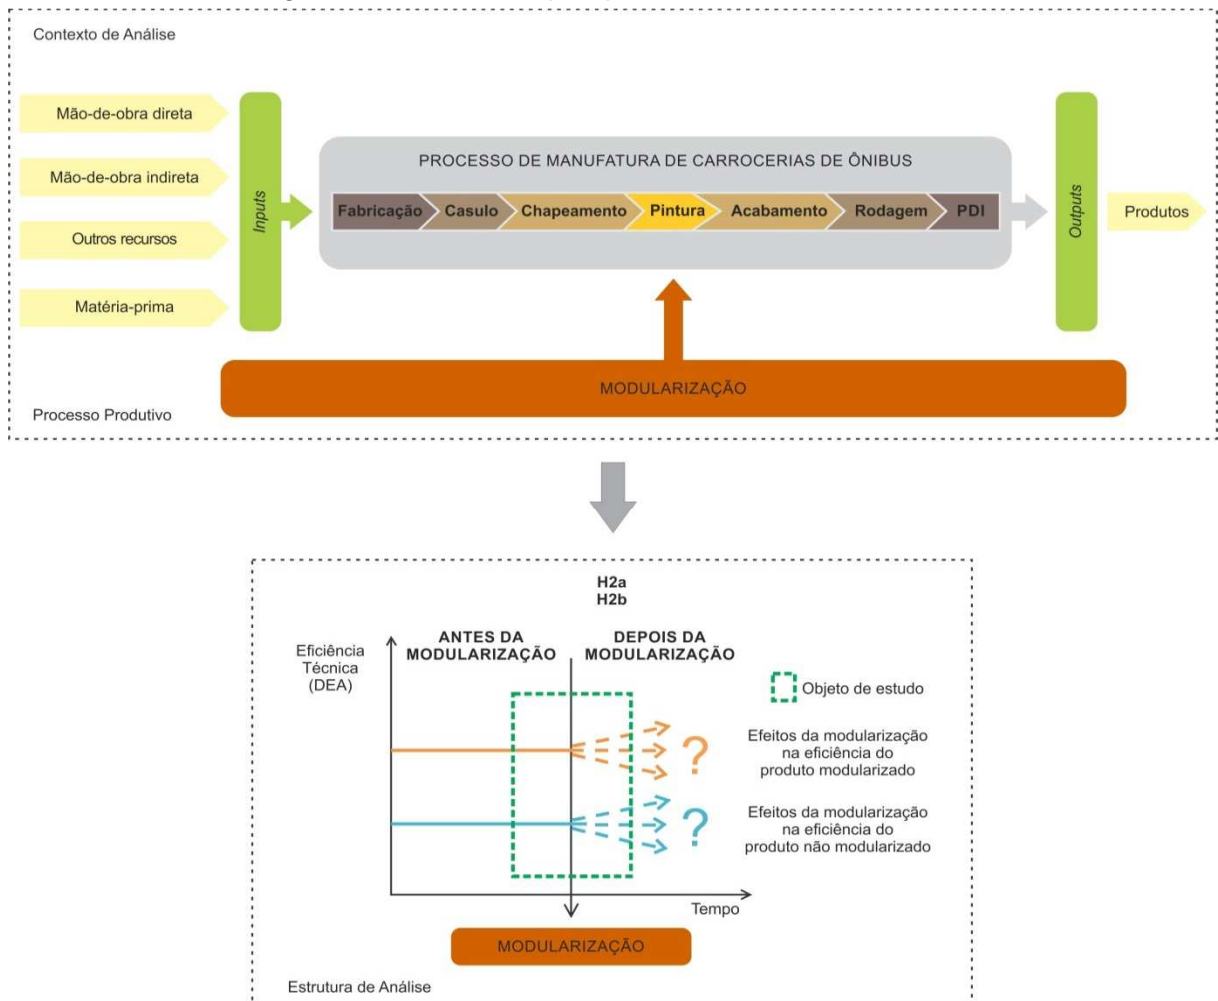 Contexto de Análise
Mão-de-obra direta
Mão-de-obra indireta
Outros recursos
Matéria-prima
Inputs
PROCESSO DE MANUFATURA DE CARROCERIAS DE ÔNIBUS
Fabricação Casulo Chapeamento Pintura Acabamento Rodagem PDI
Outputs
Produtos
MODULARIZAÇÃO
Processo Produtivo
H2a
H2b
Eficiência
Técnica
(DEA)
ANTES DA
MODULARIZAÇÃO
DEPOIS DA
MODULARIZAÇÃO
Objeto de estudo
?
Efeitos da modularização
na eficiência do
produto modularizado
?
Efeitos da modularização
na eficiência do
produto não modularizado
Tempo
MODULARIZAÇÃO
Estrutura de Análise